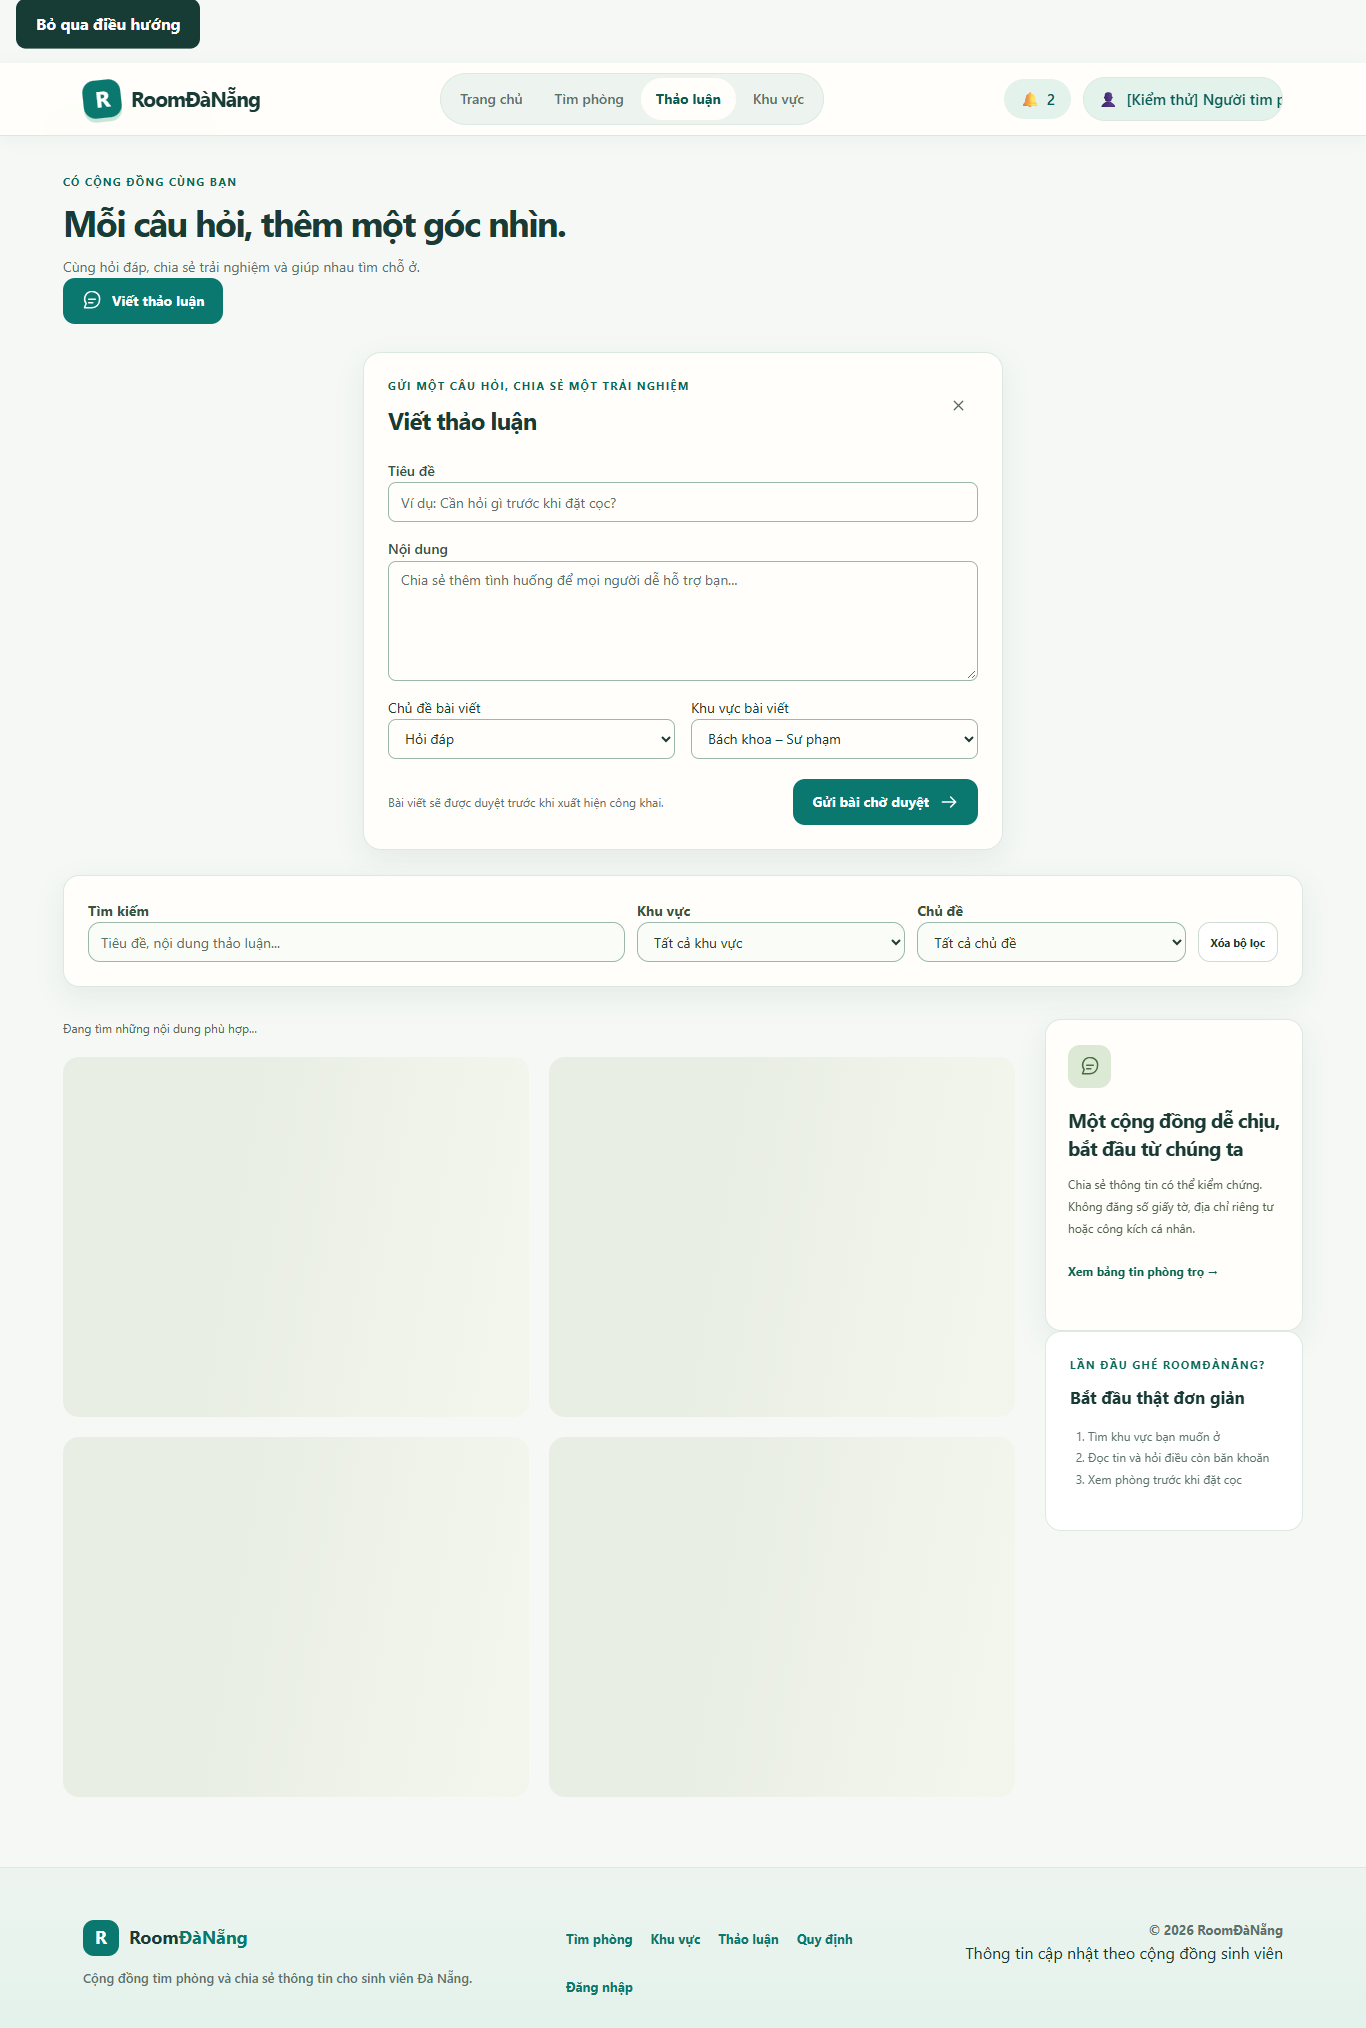 Bỏ qua điều hướng
R RoomĐàNẵng
Trang chủ
Tìm phòng
Thảo luận
Khu vực
2
[Kiểm thử] Người tìm p
CÓ CỘNG ĐỒNG CÙNG BẠN
Mỗi câu hỏi, thêm một góc nhìn.
Cùng hỏi đáp, chia sẻ trải nghiệm và giúp nhau tìm chỗ ở.
Viết thảo luận
GỬI MỘT CÂU HỎI, CHIA SẺ MỘT TRẢI NGHIỆM
Viết thảo luận
Tiêu đề
Ví dụ: Cần hỏi gì trước khi đặt cọc?
Nội dung
Chia sẻ thêm tình huống để mọi người dễ hỗ trợ bạn...
Chủ đề bài viết
Khu vực bài viết
Hỏi đáp
Bách khoa – Sư phạm
Bài viết sẽ được duyệt trước khi xuất hiện công khai.
Gửi bài chờ duyệt →
Tìm kiếm
Khu vực
Chủ đề
Tiêu đề, nội dung thảo luận...
Tất cả khu vực
Tất cả chủ đề
Xóa bộ lọc
Đang tìm những nội dung phù hợp...
Một cộng đồng dễ chịu,
bắt đầu từ chúng ta
Chia sẻ thông tin có thể kiểm chứng.
Không đăng số giấy tờ, địa chỉ riêng tư
hoặc công kích cá nhân.
Xem bảng tin phòng trọ →
LẦN ĐẦU GHÉ ROOMĐÀNẴNG?
Bắt đầu thật đơn giản
1. Tìm khu vực bạn muốn ở
2. Đọc tin và hỏi điều còn băn khoăn
3. Xem phòng trước khi đặt cọc
R RoomĐàNẵng
Cộng đồng tìm phòng và chia sẻ thông tin cho sinh viên Đà Nẵng.
Tìm phòng
Khu vực
Thảo luận
Quy định
Đăng nhập
© 2026 RoomĐàNẵng
Thông tin cập nhật theo cộng đồng sinh viên